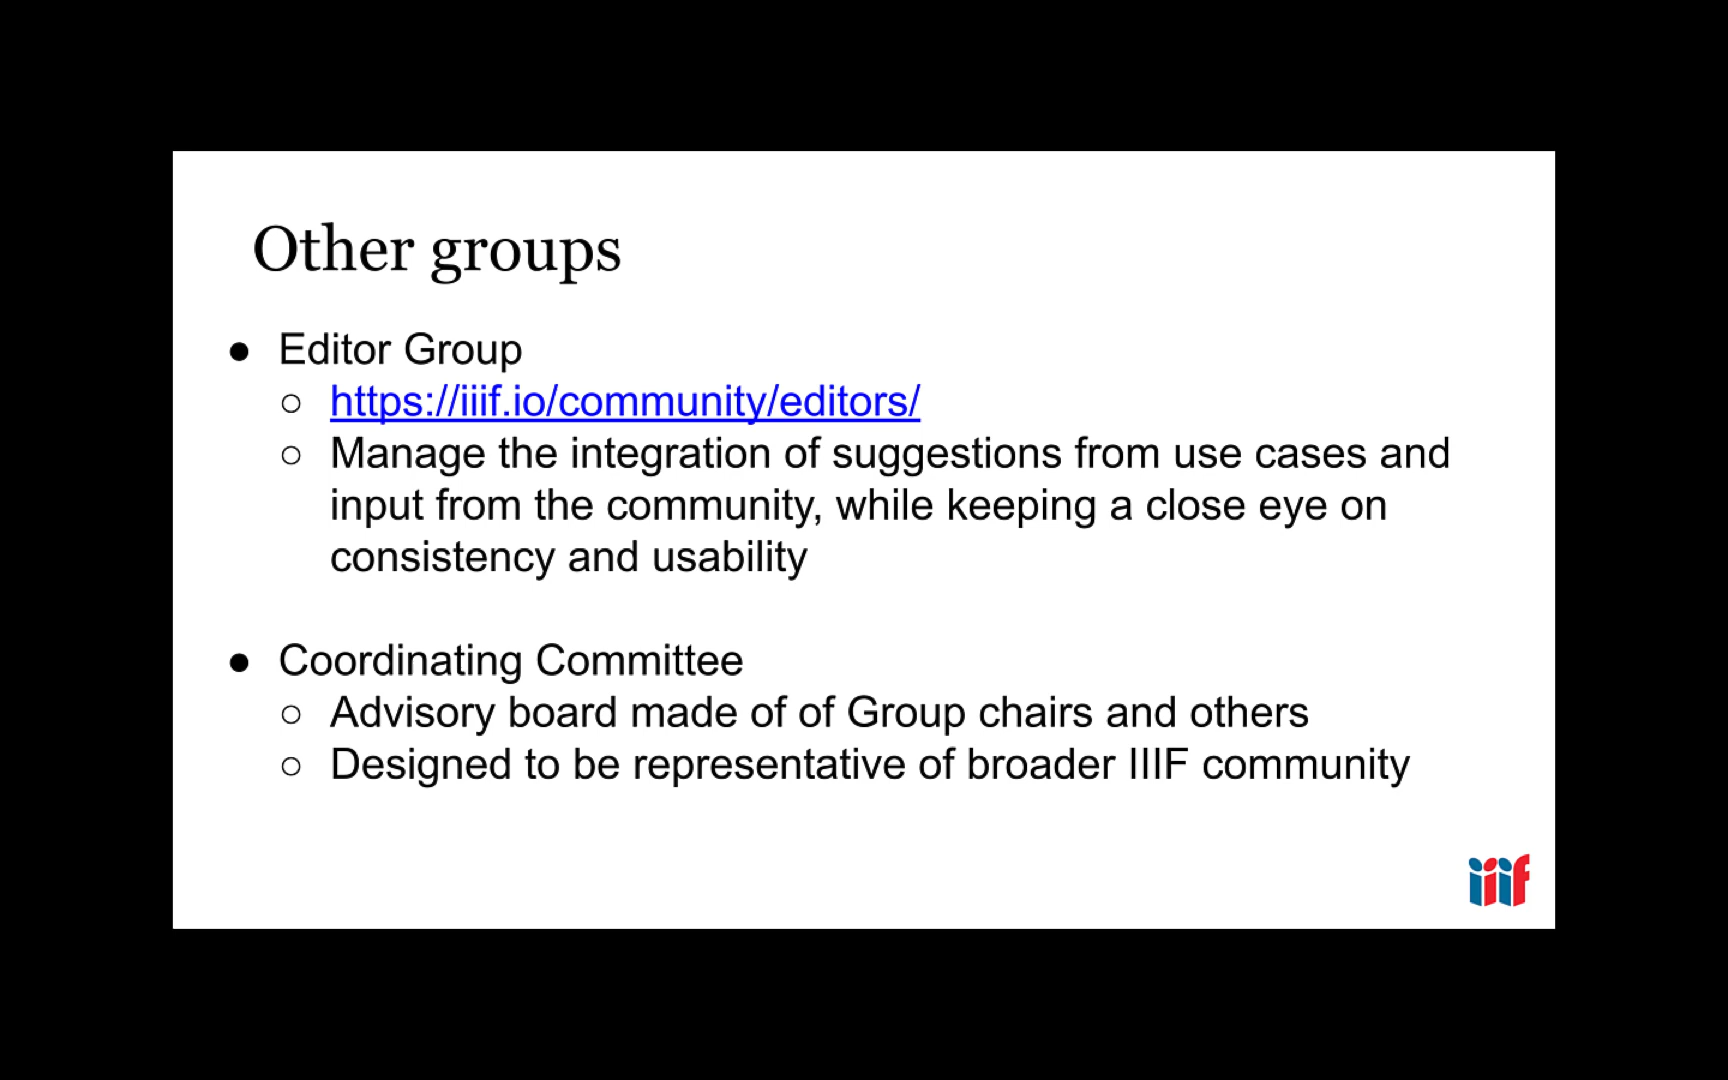 Other groups
● Editor Group
○ https://iiif.io/community/editors/
○ Manage the integration of suggestions from use cases and
input from the community, while keeping a close eye on
consistency and usability
● Coordinating Committee
○ Advisory board made of of Group chairs and others
○ Designed to be representative of broader IIIF community
iiif